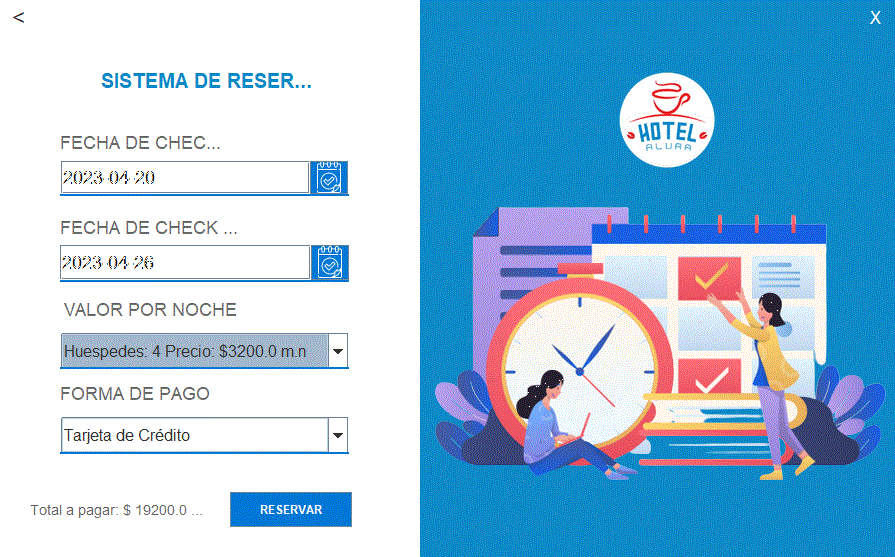 <
X
SISTEMA DE RESER...
HOTEL
ALURA
FECHA DE CHEC...
2023-04-20
FECHA DE CHECK ...
2023-04-26
VALOR POR NOCHE
Huespedes: 4 Precio: $3200.0 m.n
FORMA DE PAGO
Tarjeta de Crédito
Total a pagar: $ 19200.0 ...
RESERVAR